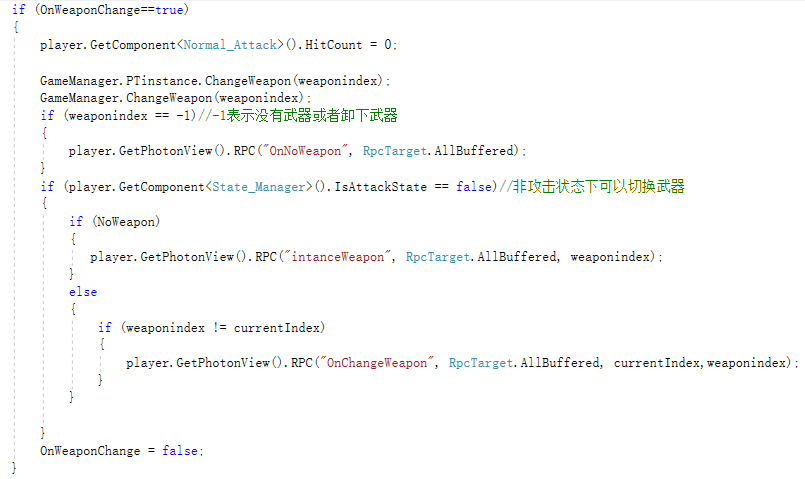 if (OnWeaponChange==true)
{
player.GetComponent<Normal_Attack>().HitCount = 0;
GameManager.PTinstance.ChangeWeapon(weaponindex);
GameManager.ChangeWeapon(weaponindex);
if (weaponindex == -1)//-1表示没有武器或者卸下武器
{
player.GetPhotonView().RPC("OnNoWeapon", RpcTarget.AllBuffered);
}
if (player.GetComponent<State_Manager>().IsAttackState == false)//非攻击状态下可以切换武器
{
if (NoWeapon)
{
player.GetPhotonView().RPC("intanceWeapon", RpcTarget.AllBuffered, weaponindex);
}
else
{
if (weaponindex != currentIndex)
{
player.GetPhotonView().RPC("OnChangeWeapon", RpcTarget.AllBuffered, currentIndex,weaponindex);
}
}
}
OnWeaponChange = false;
}